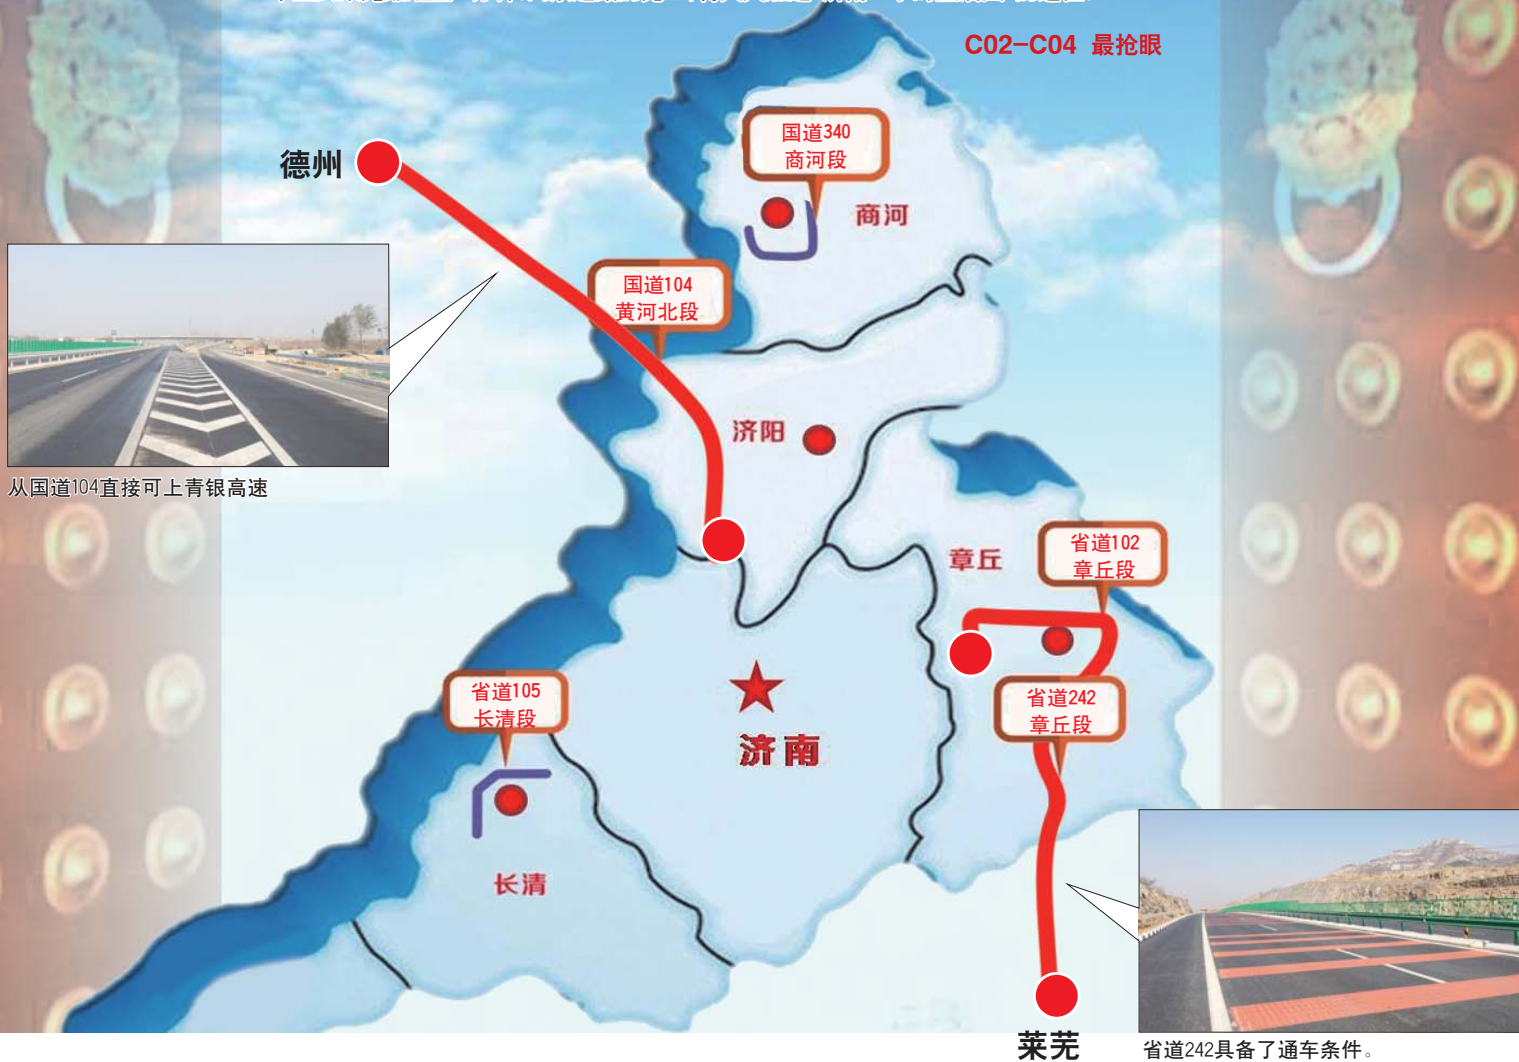 C02-C04 最抢眼
国道340
商河段
德州
商河
国道104
黄河北段
济阳
从国道104直接可上青银高速
省道102
章丘段
章丘
省道105
长清段
省道242
章丘段
济南
长清
莱芜
省道242具备了通车条件。